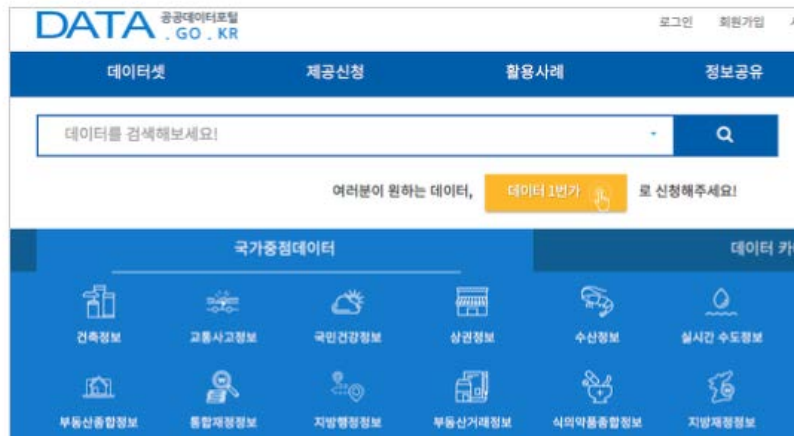 DATA 공공데이터포털
. GO . KR
로그인 회원가입
데이터셋 제공신청 활용사례 정보공유
데이터를 검색해보세요!
여러분이 원하는 데이터, 데이터 1번가 로 신청해주세요!
국가중점데이터 데이터 카
건축정보 교통사고정보 국민건강정보 상권정보 수산정보 실시간 수도정보
부동산종합정보 통합재정정보 지방행정정보 부동산거래정보 식의약품종합정보 지방재정정보